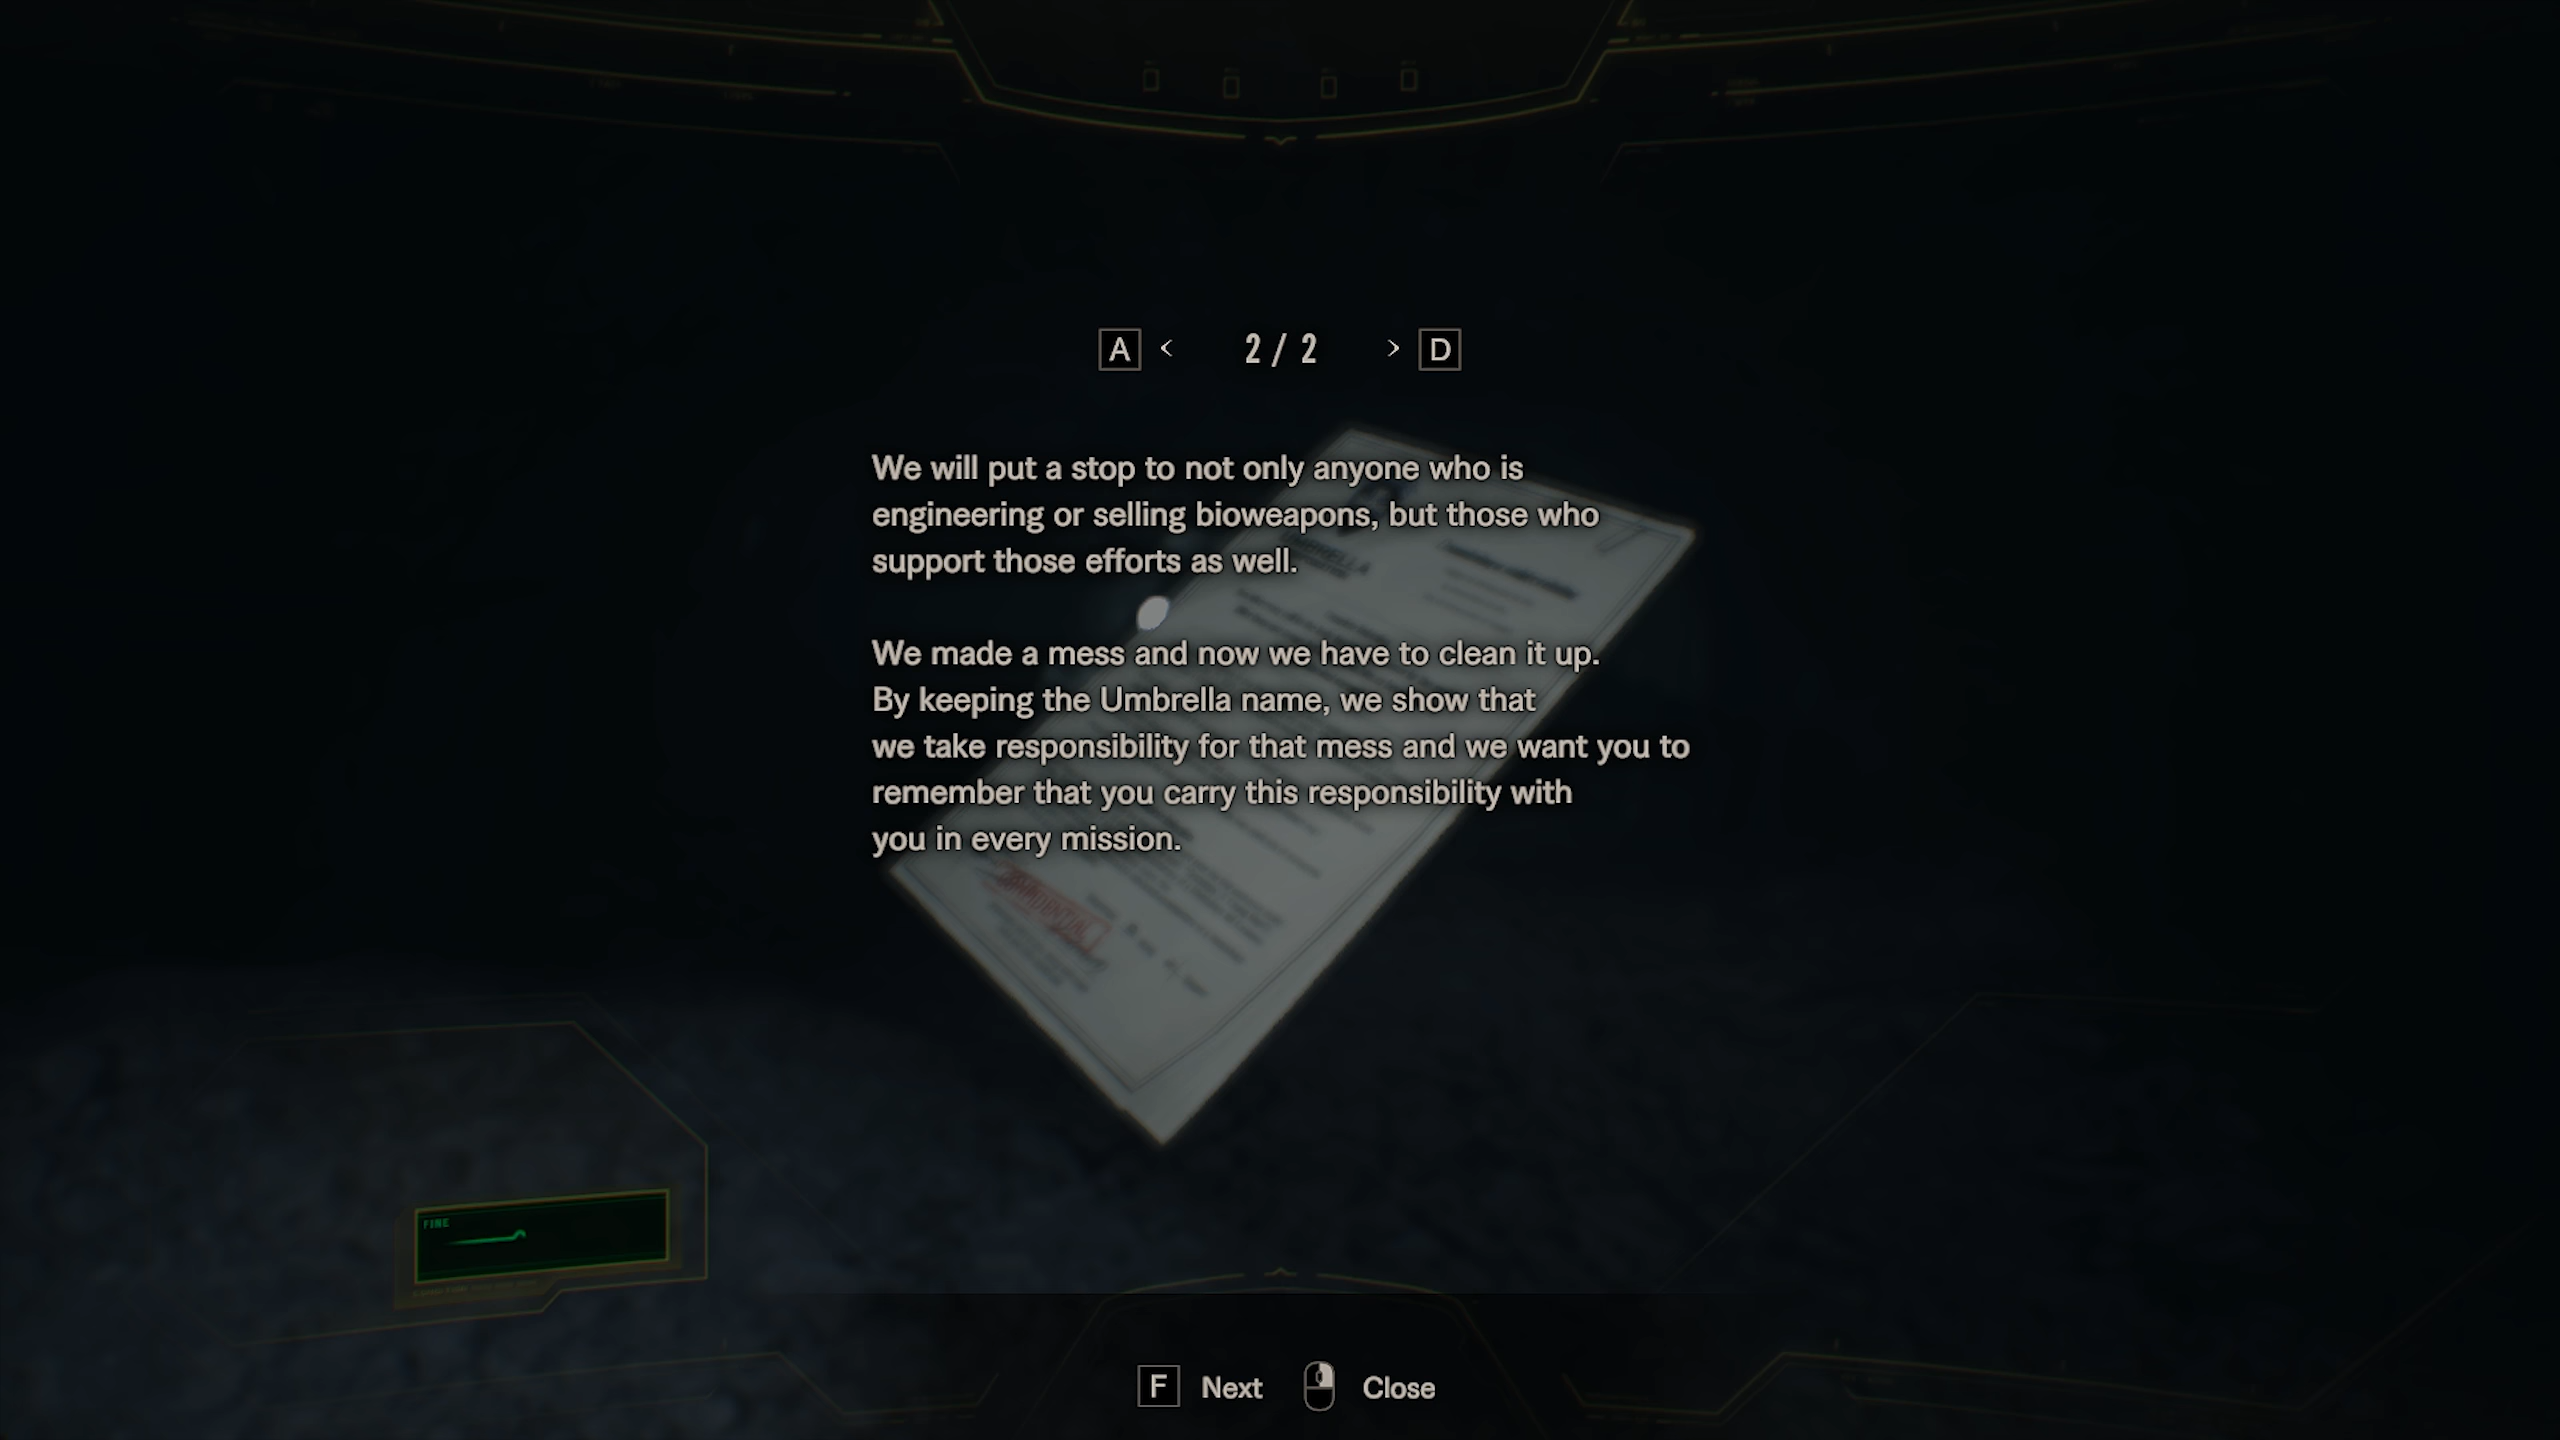 A < 2 / 2 > D
We will put a stop to not only anyone who is
engineering or selling bioweapons, but those who
support those efforts as well.
We made a mess and now we have to clean it up.
By keeping the Umbrella name, we show that
we take responsibility for that mess and we want you to
remember that you carry this responsibility with
you in every mission.
CONFIDENTIAL
FINE
F Next Close